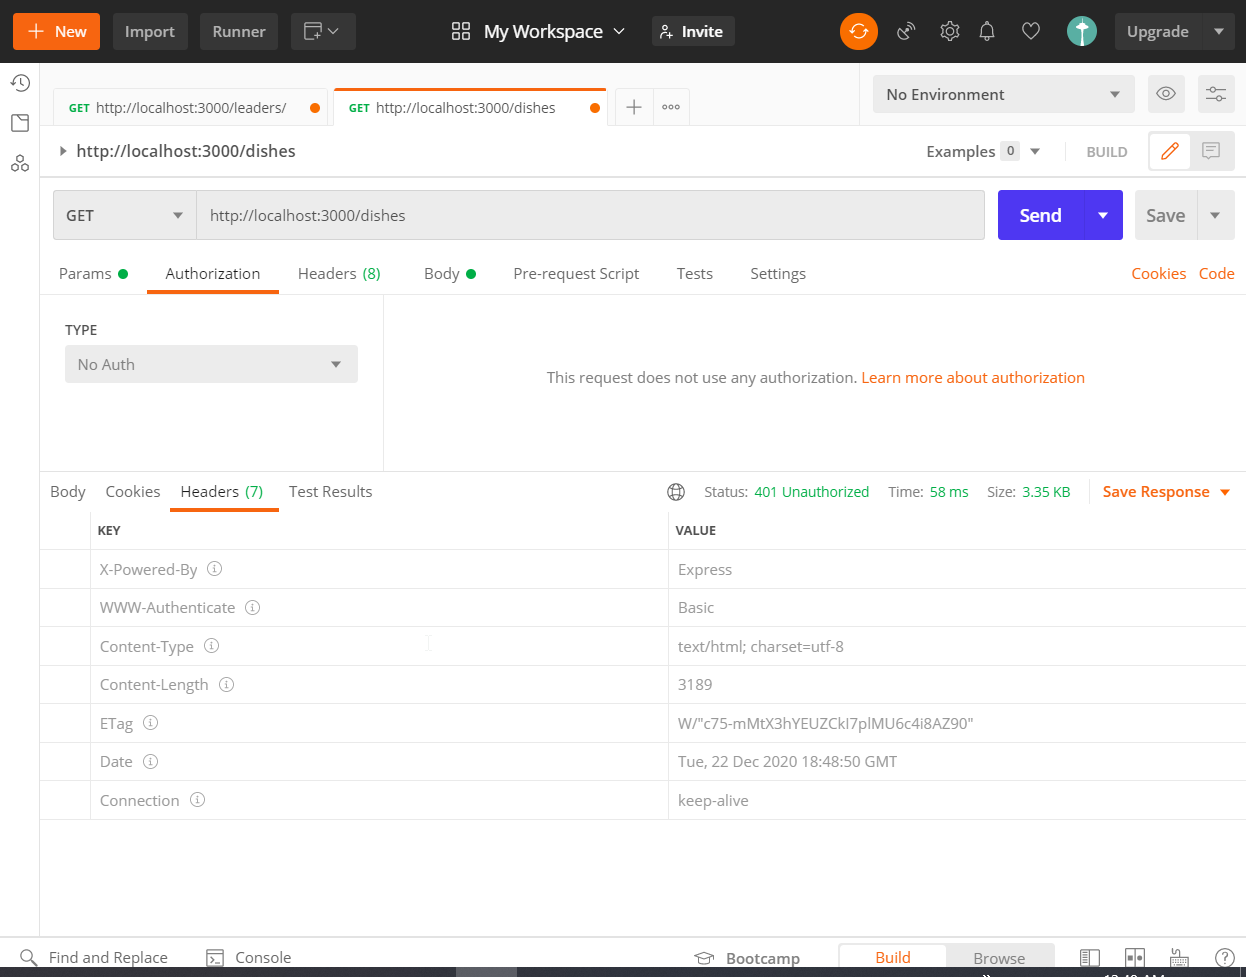 New Import Runner My Workspace Invite Upgrade
GET http://localhost:3000/leaders/ GET http://localhost:3000/dishes No Environment
http://localhost:3000/dishes Examples 0 BUILD
GET http://localhost:3000/dishes Send Save
Params Authorization Headers (8) Body Pre-request Script Tests Settings Cookies Code
TYPE
No Auth
This request does not use any authorization. Learn more about authorization
Body Cookies Headers (7) Test Results Status: 401 Unauthorized Time: 58 ms Size: 3.35 KB Save Response
KEY VALUE
X-Powered-By Express
WWW-Authenticate Basic
Content-Type text/html; charset=utf-8
Content-Length 3189
ETag W/"c75-mMtX3hYEUZCkI7plMU6c4i8AZ90"
Date Tue, 22 Dec 2020 18:48:50 GMT
Connection keep-alive
Find and Replace Console Bootcamp Build Browse